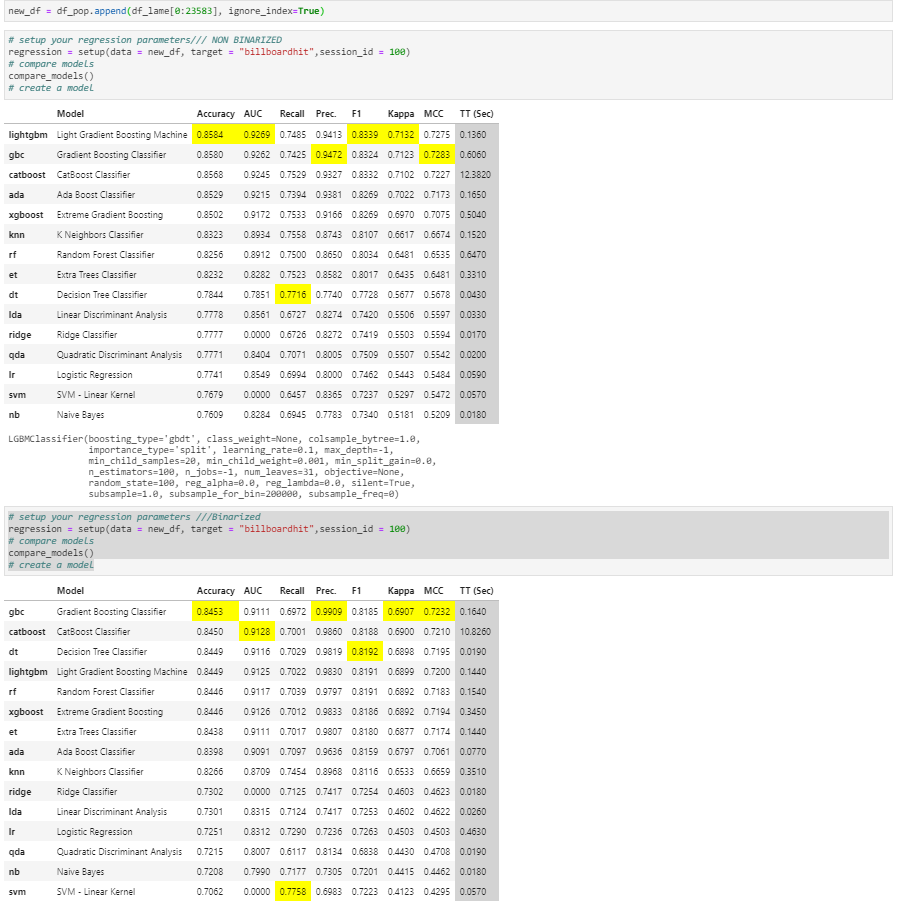 new_df = df_pop.append(df_lame[0:23583], ignore_index=True)
# setup your regression parameters/// NON BINARIZED
regression = setup(data = new_df, target = "billboardhit",session_id = 100)
# compare models
compare_models()
# create a model
Model Accuracy AUC Recall Prec. F1 Kappa MCC TT (Sec)
lightgbm Light Gradient Boosting Machine 0.8584 0.9269 0.7485 0.9413 0.8339 0.7132 0.7275 0.1360
gbc Gradient Boosting Classifier 0.8580 0.9262 0.7425 0.9472 0.8324 0.7123 0.7283 0.6060
catboost CatBoost Classifier 0.8568 0.9245 0.7529 0.9327 0.8332 0.7102 0.7227 12.3820
ada Ada Boost Classifier 0.8529 0.9215 0.7394 0.9381 0.8269 0.7022 0.7173 0.1650
xgboost Extreme Gradient Boosting 0.8502 0.9172 0.7533 0.9166 0.8269 0.6970 0.7075 0.5040
knn K Neighbors Classifier 0.8323 0.8934 0.7558 0.8743 0.8107 0.6617 0.6674 0.1520
rf Random Forest Classifier 0.8256 0.8912 0.7500 0.8650 0.8034 0.6481 0.6535 0.6470
et Extra Trees Classifier 0.8232 0.8282 0.7523 0.8582 0.8017 0.6435 0.6481 0.3310
dt Decision Tree Classifier 0.7844 0.7851 0.7716 0.7740 0.7728 0.5677 0.5678 0.0430
lda Linear Discriminant Analysis 0.7778 0.8561 0.6727 0.8274 0.7420 0.5506 0.5597 0.0330
ridge Ridge Classifier 0.7777 0.0000 0.6726 0.8272 0.7419 0.5503 0.5594 0.0170
qda Quadratic Discriminant Analysis 0.7771 0.8404 0.7071 0.8005 0.7509 0.5507 0.5542 0.0200
lr Logistic Regression 0.7741 0.8549 0.6994 0.8000 0.7462 0.5443 0.5484 0.0590
svm SVM - Linear Kernel 0.7679 0.0000 0.6457 0.8365 0.7237 0.5297 0.5472 0.0570
nb Naive Bayes 0.7609 0.8284 0.6945 0.7783 0.7340 0.5181 0.5209 0.0180
LGBMClassifier(boosting_type='gbdt', class_weight=None, colsample_bytree=1.0,
importance_type='split', learning_rate=0.1, max_depth=-1,
min_child_samples=20, min_child_weight=0.001, min_split_gain=0.0,
n_estimators=100, n_jobs=-1, num_leaves=31, objective=None,
random_state=100, reg_alpha=0.0, reg_lambda=0.0, silent=True,
subsample=1.0, subsample_for_bin=200000, subsample_freq=0)
# setup your regression parameters ///Binarized
regression = setup(data = new_df, target = "billboardhit",session_id = 100)
# compare models
compare_models()
# create a model
Model Accuracy AUC Recall Prec. F1 Kappa MCC TT (Sec)
gbc Gradient Boosting Classifier 0.8453 0.9111 0.6972 0.9909 0.8185 0.6907 0.7232 0.1640
catboost CatBoost Classifier 0.8450 0.9128 0.7001 0.9860 0.8188 0.6900 0.7210 10.8260
dt Decision Tree Classifier 0.8449 0.9116 0.7029 0.9819 0.8192 0.6898 0.7195 0.0190
lightgbm Light Gradient Boosting Machine 0.8449 0.9125 0.7022 0.9830 0.8191 0.6899 0.7200 0.1440
rf Random Forest Classifier 0.8446 0.9117 0.7039 0.9797 0.8191 0.6892 0.7183 0.1540
xgboost Extreme Gradient Boosting 0.8446 0.9126 0.7012 0.9833 0.8186 0.6892 0.7194 0.3450
et Extra Trees Classifier 0.8438 0.9111 0.7017 0.9807 0.8180 0.6877 0.7174 0.1440
ada Ada Boost Classifier 0.8398 0.9091 0.7097 0.9636 0.8159 0.6797 0.7061 0.0770
knn K Neighbors Classifier 0.8266 0.8709 0.7454 0.8968 0.8116 0.6533 0.6659 0.3510
ridge Ridge Classifier 0.7302 0.0000 0.7125 0.7417 0.7254 0.4603 0.4623 0.0180
lda Linear Discriminant Analysis 0.7301 0.8315 0.7124 0.7417 0.7253 0.4602 0.4622 0.0260
lr Logistic Regression 0.7251 0.8312 0.7290 0.7236 0.7263 0.4503 0.4503 0.4630
qda Quadratic Discriminant Analysis 0.7215 0.8007 0.6117 0.8134 0.6838 0.4430 0.4708 0.0190
nb Naive Bayes 0.7208 0.7990 0.7177 0.7305 0.7201 0.4415 0.4462 0.0180
svm SVM - Linear Kernel 0.7062 0.0000 0.7758 0.6983 0.7223 0.4123 0.4295 0.0570